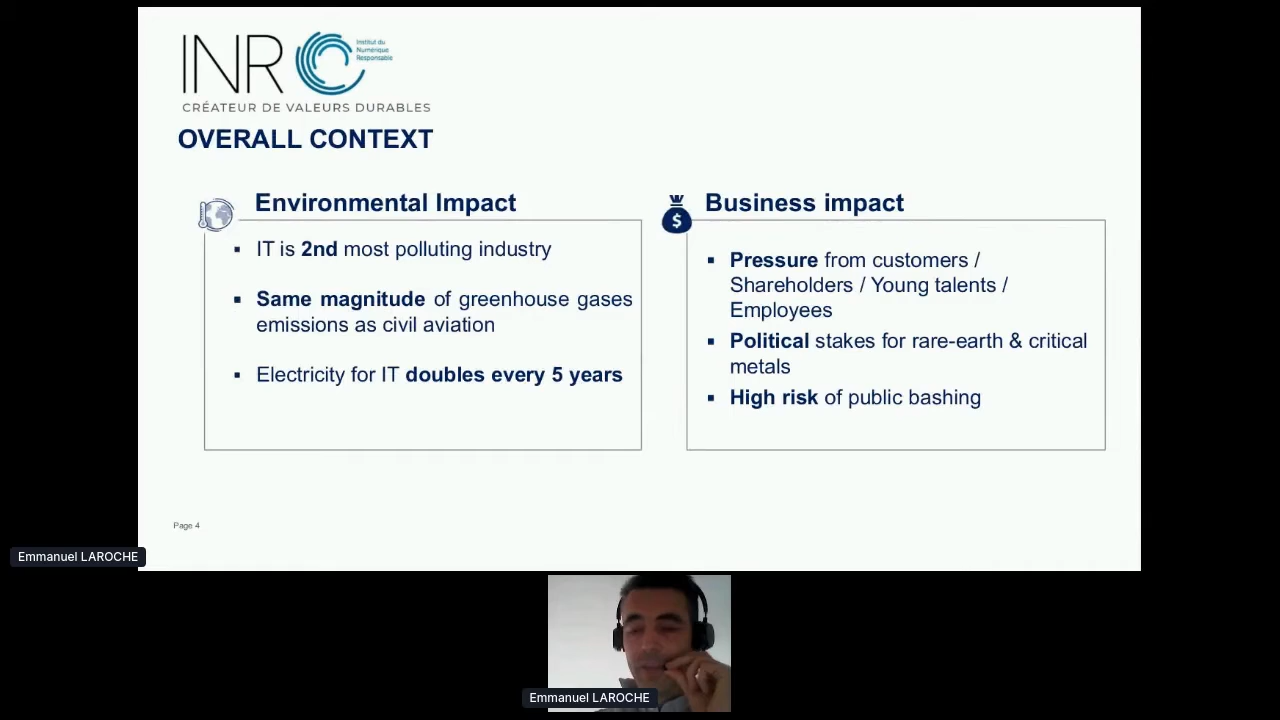 INR
Institut du
Numérique
Responsable
CRÉATEUR DE VALEURS DURABLES
OVERALL CONTEXT
Environmental Impact
▪ IT is 2nd most polluting industry
▪ Same magnitude of greenhouse gases
emissions as civil aviation
▪ Electricity for IT doubles every 5 years
$
Business impact
▪ Pressure from customers /
Shareholders / Young talents /
Employees
▪ Political stakes for rare-earth & critical
metals
▪ High risk of public bashing
Page 4
Emmanuel LAROCHE
Emmanuel LAROCHE